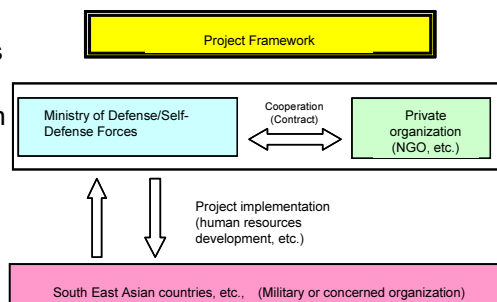 Project Framework
s
n
Ministry of Defense/Self-
Defense Forces
Cooperation
(Contract)
Private
organization
(NGO, etc.)
Project implementation
(human resources
development, etc.)
South East Asian countries, etc., (Military or concerned organization)